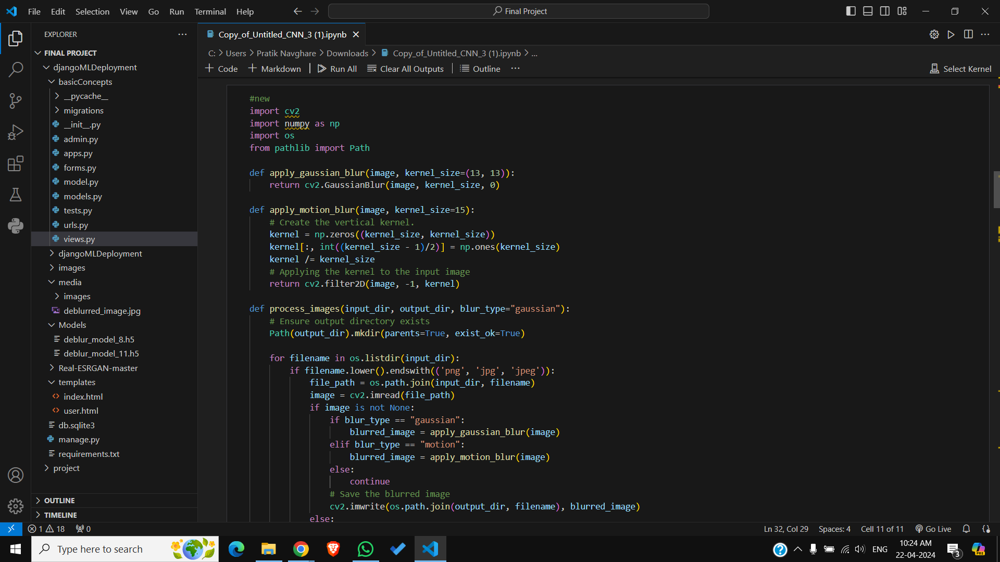 File Edit Selection View Go Run Terminal Help
Final Project
EXPLORER
FINAL PROJECT
djangoMLDeployment
basicConcepts
__pycache__
migrations
__init__.py
admin.py
apps.py
forms.py
model.py
models.py
tests.py
urls.py
views.py
djangoMLDeployment
images
media
images
deblurred_image.jpg
Models
deblur_model_8.h5
deblur_model_11.h5
Real-ESRGAN-master
templates
index.html
user.html
db.sqlite3
manage.py
requirements.txt
project
OUTLINE
TIMELINE
Copy_of_Untitled_CNN_3 (1).ipynb
C: > Users > Pratik Navghare > Downloads > Copy_of_Untitled_CNN_3 (1).ipynb > ...
+ Code + Markdown | Run All Clear All Outputs | Outline ...
Select Kernel
#new
import cv2
import numpy as np
import os
from pathlib import Path
def apply_gaussian_blur(image, kernel_size=(13, 13)):
return cv2.GaussianBlur(image, kernel_size, 0)
def apply_motion_blur(image, kernel_size=15):
# Create the vertical kernel.
kernel = np.zeros((kernel_size, kernel_size))
kernel[:, int((kernel_size - 1)/2)] = np.ones(kernel_size)
kernel /= kernel_size
# Applying the kernel to the input image
return cv2.filter2D(image, -1, kernel)
def process_images(input_dir, output_dir, blur_type="gaussian"):
# Ensure output directory exists
Path(output_dir).mkdir(parents=True, exist_ok=True)
for filename in os.listdir(input_dir):
if filename.lower().endswith(('png', 'jpg', 'jpeg')):
file_path = os.path.join(input_dir, filename)
image = cv2.imread(file_path)
if image is not None:
if blur_type == "gaussian":
blurred_image = apply_gaussian_blur(image)
elif blur_type == "motion":
blurred_image = apply_motion_blur(image)
else:
continue
# Save the blurred image
cv2.imwrite(os.path.join(output_dir, filename), blurred_image)
else:
1 18 0
Ln 32, Col 29 Spaces: 4 Cell 11 of 11 Go Live
Type here to search
ENG
10:24 AM
22-04-2024
3
PRE